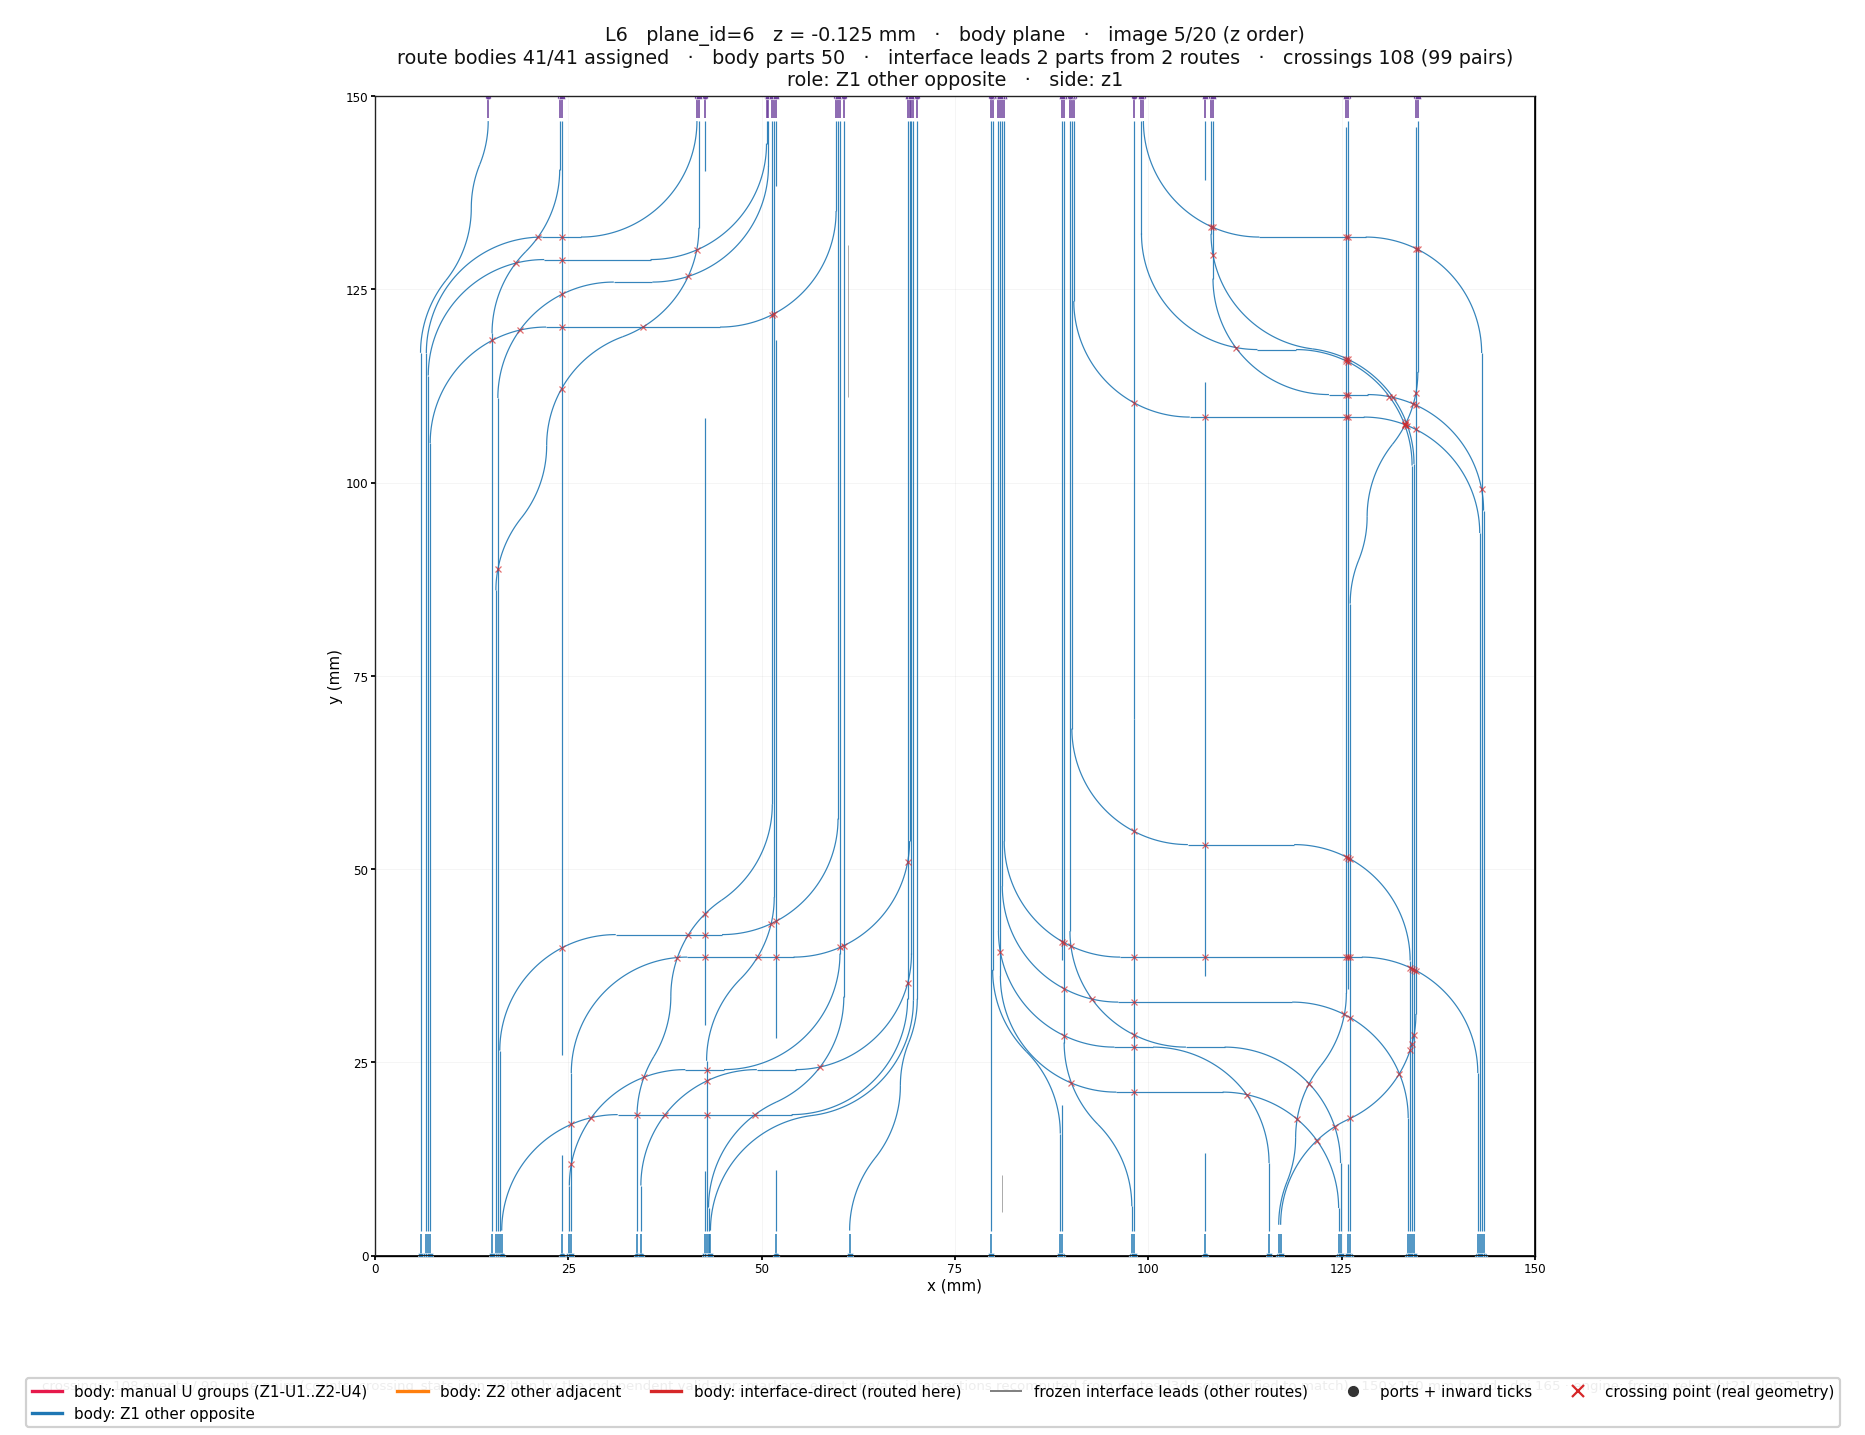 L6   plane_id=6   z = -0.125 mm   ·   body plane   ·   image 5/20 (z order)
route bodies 41/41 assigned   ·   body parts 50   ·   interface leads 2 parts from 2 routes   ·   crossings 108 (99 pairs)
role: Z1 other opposite   ·   side: z1
150
125
100
75
50
25
0
y (mm)
0 25 50 75 100 125 150
x (mm)
body: manual U groups (Z1-U1..Z2-U4)
body: Z2 other adjacent
body: interface-direct (routed here)
frozen interface leads (other routes)
ports + inward ticks
crossing point (real geometry)
body: Z1 other opposite